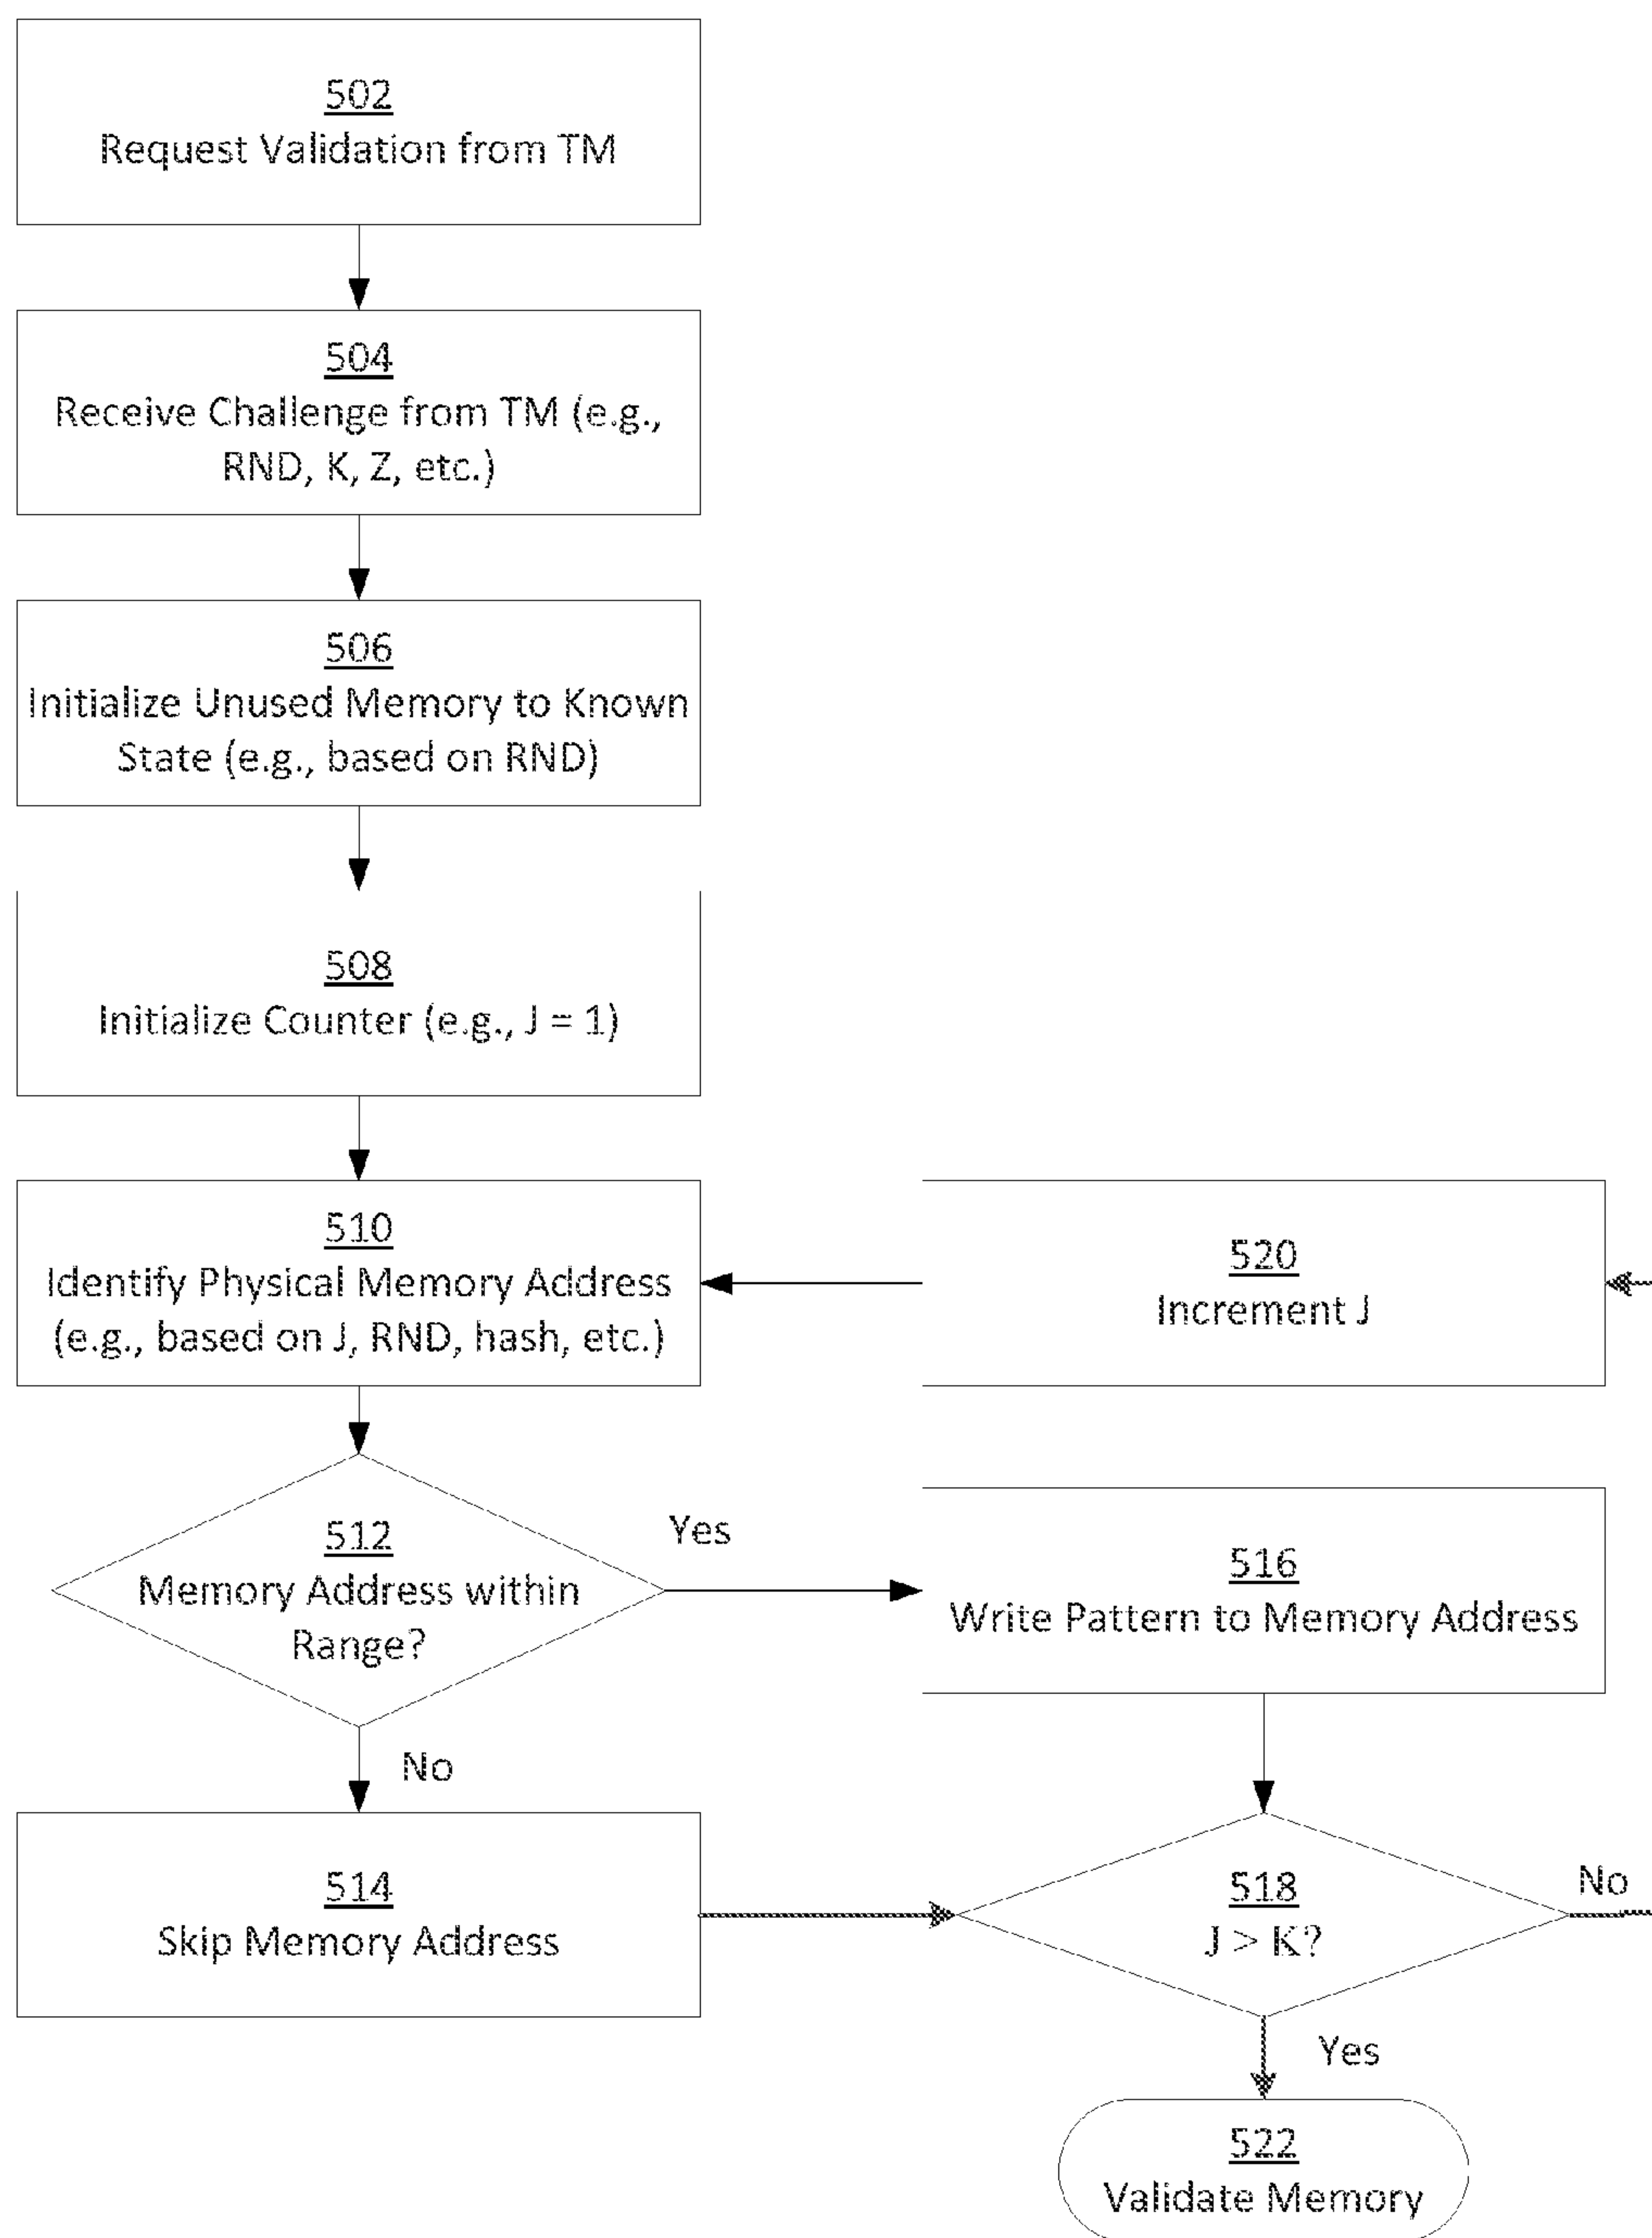 502
Request Validation from TM
504
Receive Challenge from TM (e.g.,
RND, K, Z, etc.)
506
Initialize Unused Memory to Known
State (e.g., based on RND)
508
Initialize Counter (e.g., J = 1)
510
Identify Physical Memory Address
(e.g., based on J, RND, hash, etc.)
520
Increment J
512
Memory Address within
Range?
Yes
516
Write Pattern to Memory Address
No
514
Skip Memory Address
518
J > K?
No
Yes
522
Validate Memory